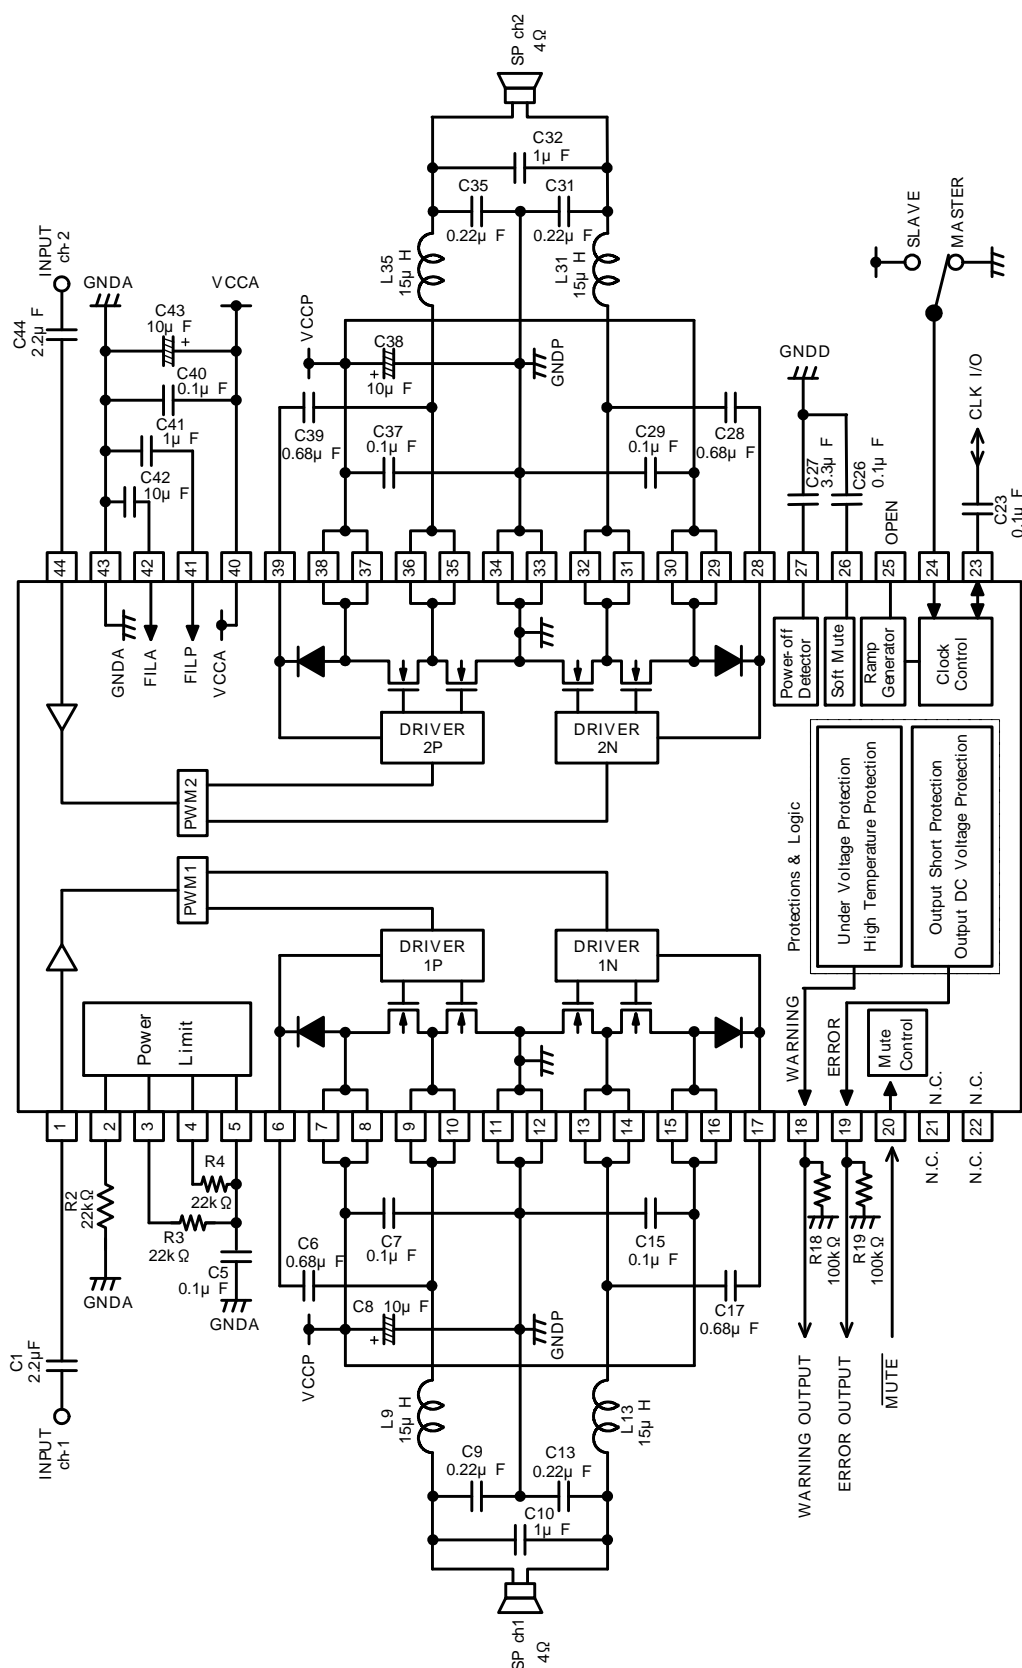 SP ch2
4Ω
C32
1µ F
C35
0.22µ F
C31
0.22µ F
L35
15µ H
L31
15µ H
SLAVE
MASTER
INPUT
ch-2
C44
2.2µ F
GNDA
VCCA
C43
10µ F
+
C40
0.1µ F
C41
1µ F
C42
10µ F
VCCP
C38
+
10µ F
GNDP
C39
0.68µ F
C37
0.1µ F
C29
0.1µ F
C28
0.68µ F
GNDD
C27
3.3µ F
C26
0.1µ F
OPEN
CLK I/O
C23
0.1µ F
44
43
42
41
40
39
38
37
36
35
34
33
32
31
30
29
28
27
26
25
24
23
GNDA
FILA
FILP
VCCA
Power-off
Detector
Soft Mute
Ramp
Generator
Clock
Control
DRIVER
2P
DRIVER
2N
PWM2
PWM1
DRIVER
1P
DRIVER
1N
Protections & Logic
Under Voltage Protection
High Temperature Protection
Output Short Protection
Output DC Voltage Protection
Power
Limit
WARNING
ERROR
Mute
Control
N.C.
N.C.
1
2
3
4
5
6
7
8
9
10
11
12
13
14
15
16
17
18
19
20
21
22
N.C.
N.C.
R4
22kΩ
R2
22kΩ
R3
22kΩ
C5
0.1µ F
GNDA
GNDA
C6
0.68µ F
C7
0.1µ F
C15
0.1µ F
C17
0.68µ F
R18
100kΩ
R19
100kΩ
C8 10µ F
+
VCCP
GNDP
C1
2.2µF
INPUT
ch-1
L9
15µ H
L13
15µ H
WARNING OUTPUT
ERROR OUTPUT
MUTE
C9
0.22µ F
C13
0.22µ F
C10
1µ F
SP ch1
4Ω